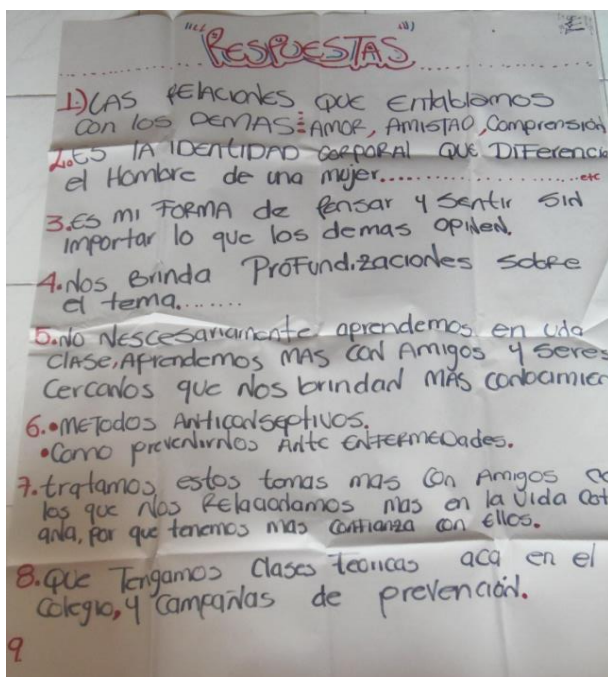 "RESPUESTAS"
1) LAS RELACIONES QUE Entablamos
con los DEMAS: AMOR, AMISTAD, Comprensión
2. ES LA IDENTIDAD CORPORAL QUE DIFERENCIA
el Hombre de una mujer.......................etc
3. ES mi FORMA de Pensar y Sentir Sin
importar lo que los demas OPINEN.
4. Nos Brinda Profundizaciones sobre
el tema........
5. No Nescesariamente aprendemos en uda
clase, Aprendemos MAS CON Amigos y Seres
Cercanos que Nos brindan MAS conocimien
6. • METODOS ANTICONSEPTIVOS.
• Como prevenirnos Ante ENFERMEDADES.
7. tratamos estos temas mas Con Amigos co
los que Nos Relacionamos mas en la Vida Cot
ana, Por que tenemos mas Confianza con Ellos.
8. QUE Tengamos Clases teoricas aca en el
Colegio, y Campañas de prevención.
9